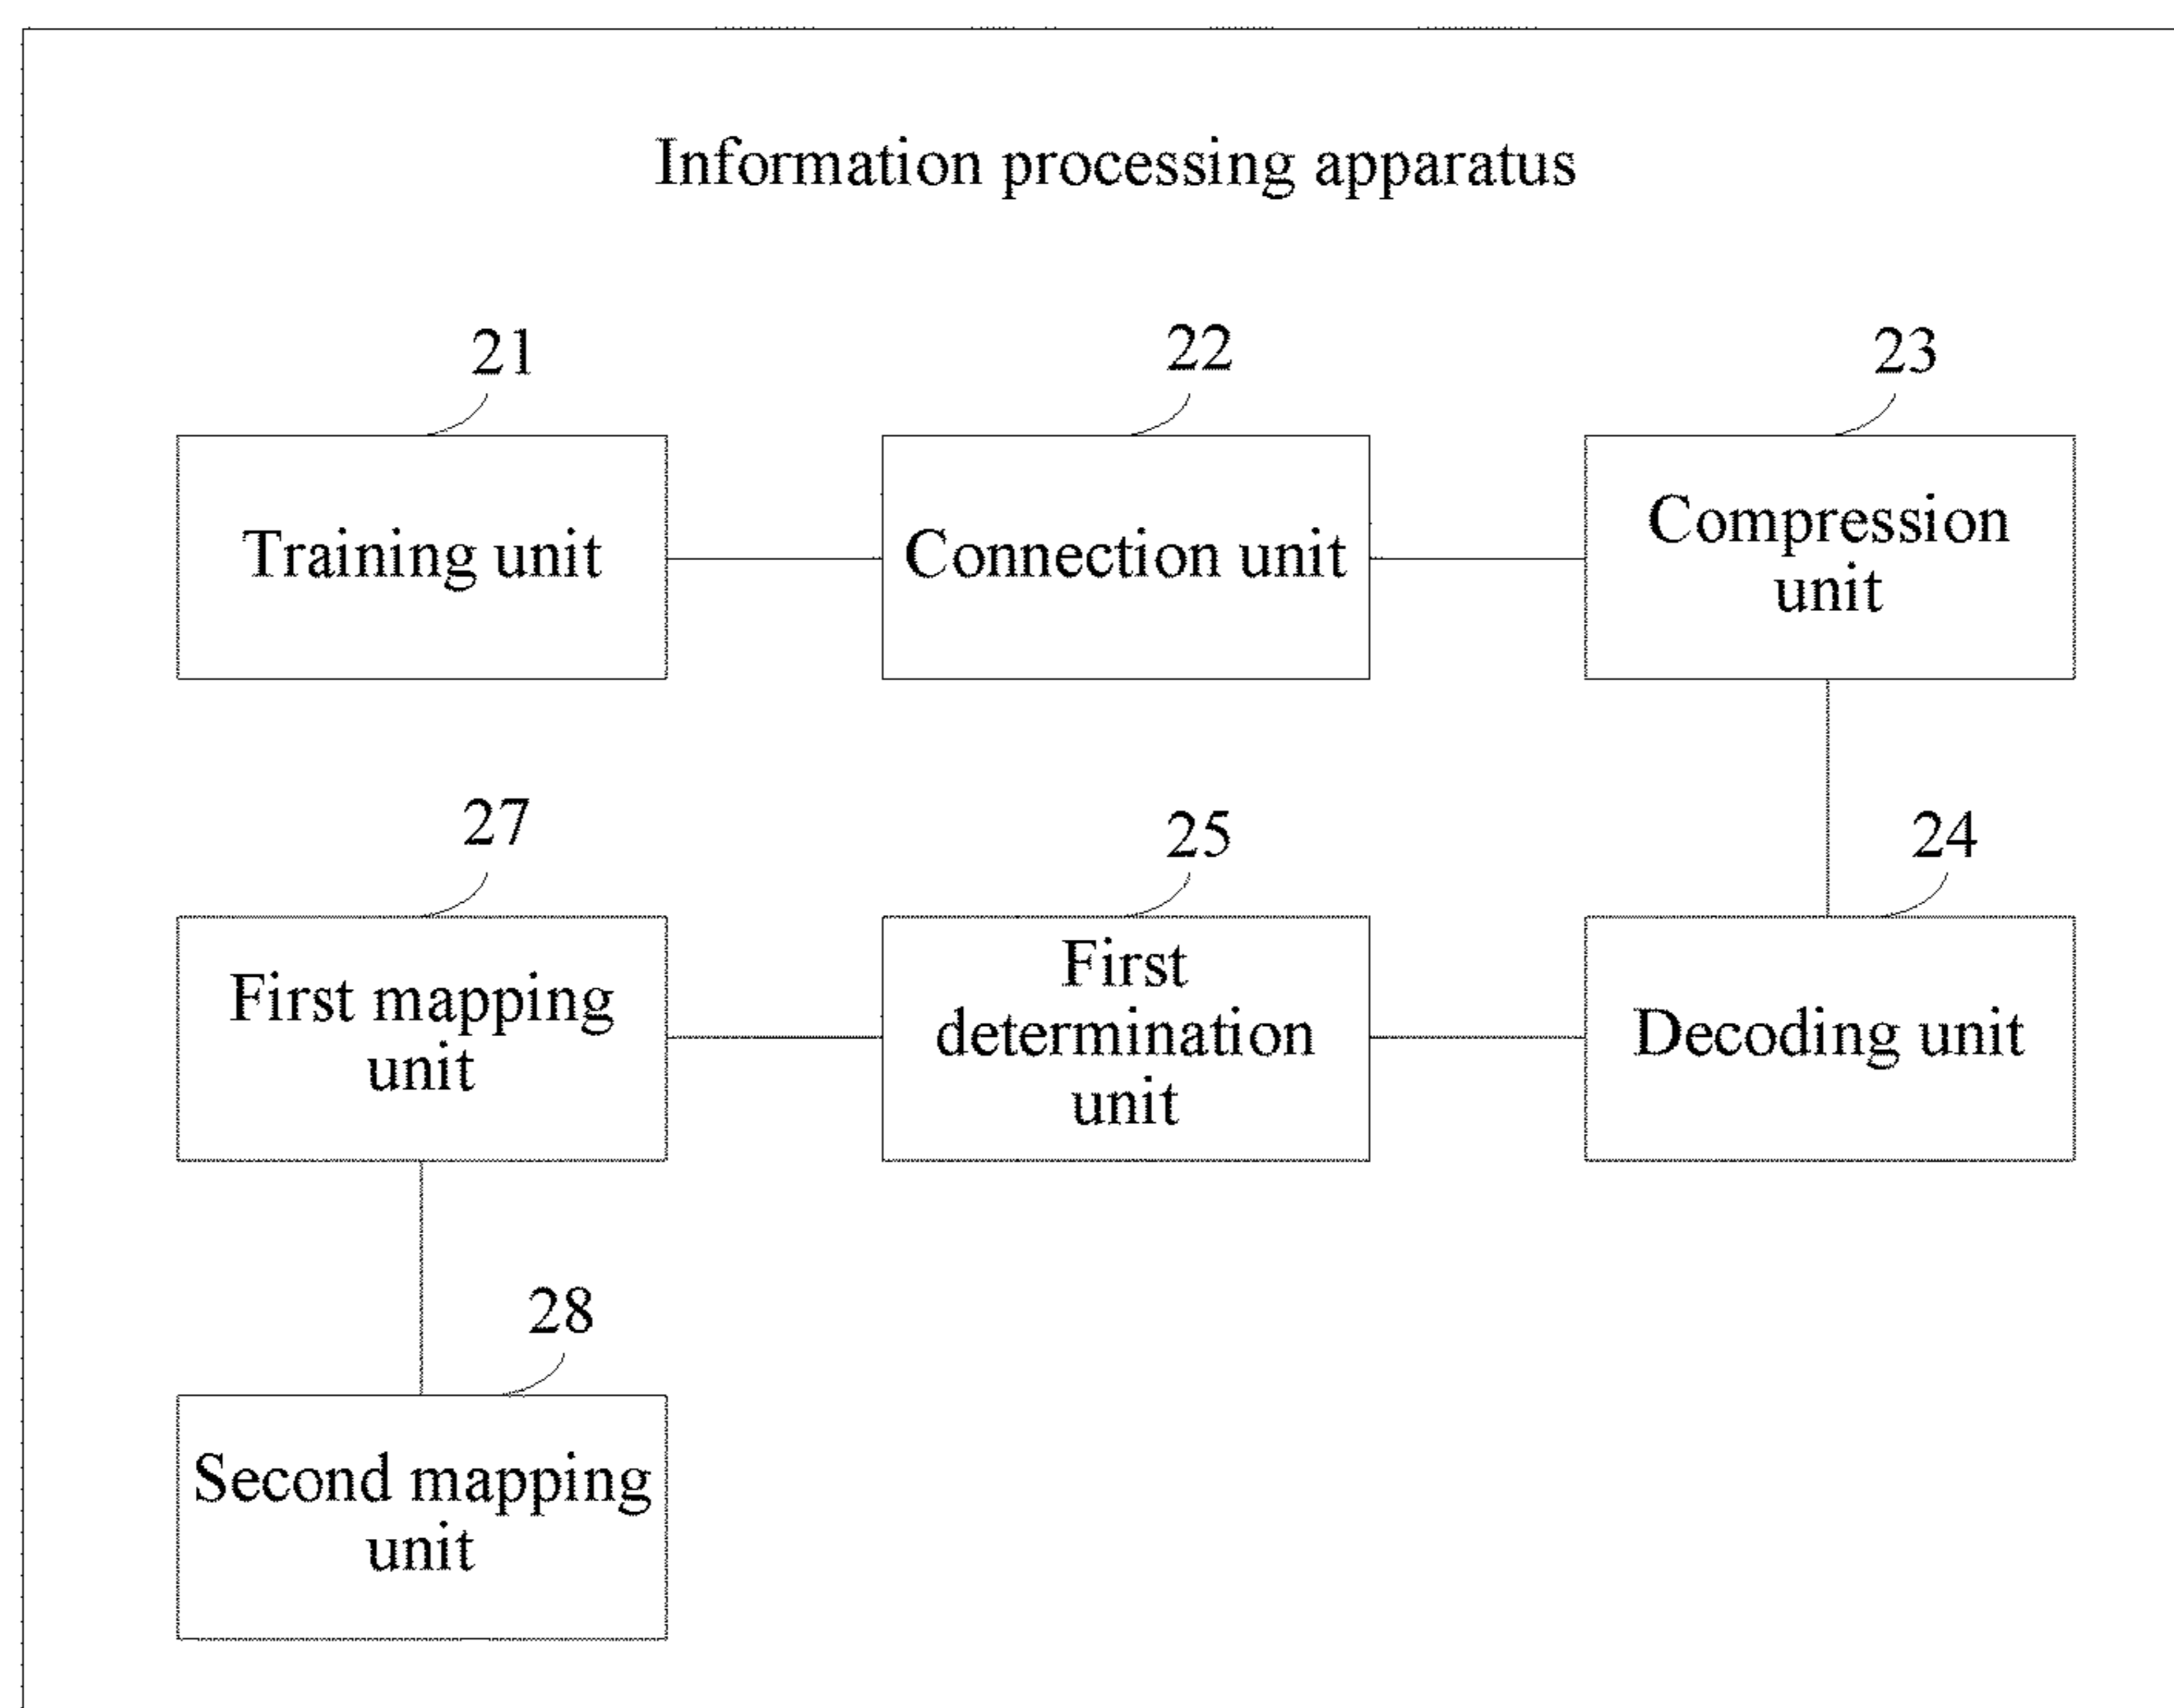 Information processing apparatus
21
22
23
Training unit
Connection unit
Compression
unit
27
25
24
First mapping
unit
First
determination
unit
Decoding unit
28
Second mapping
unit